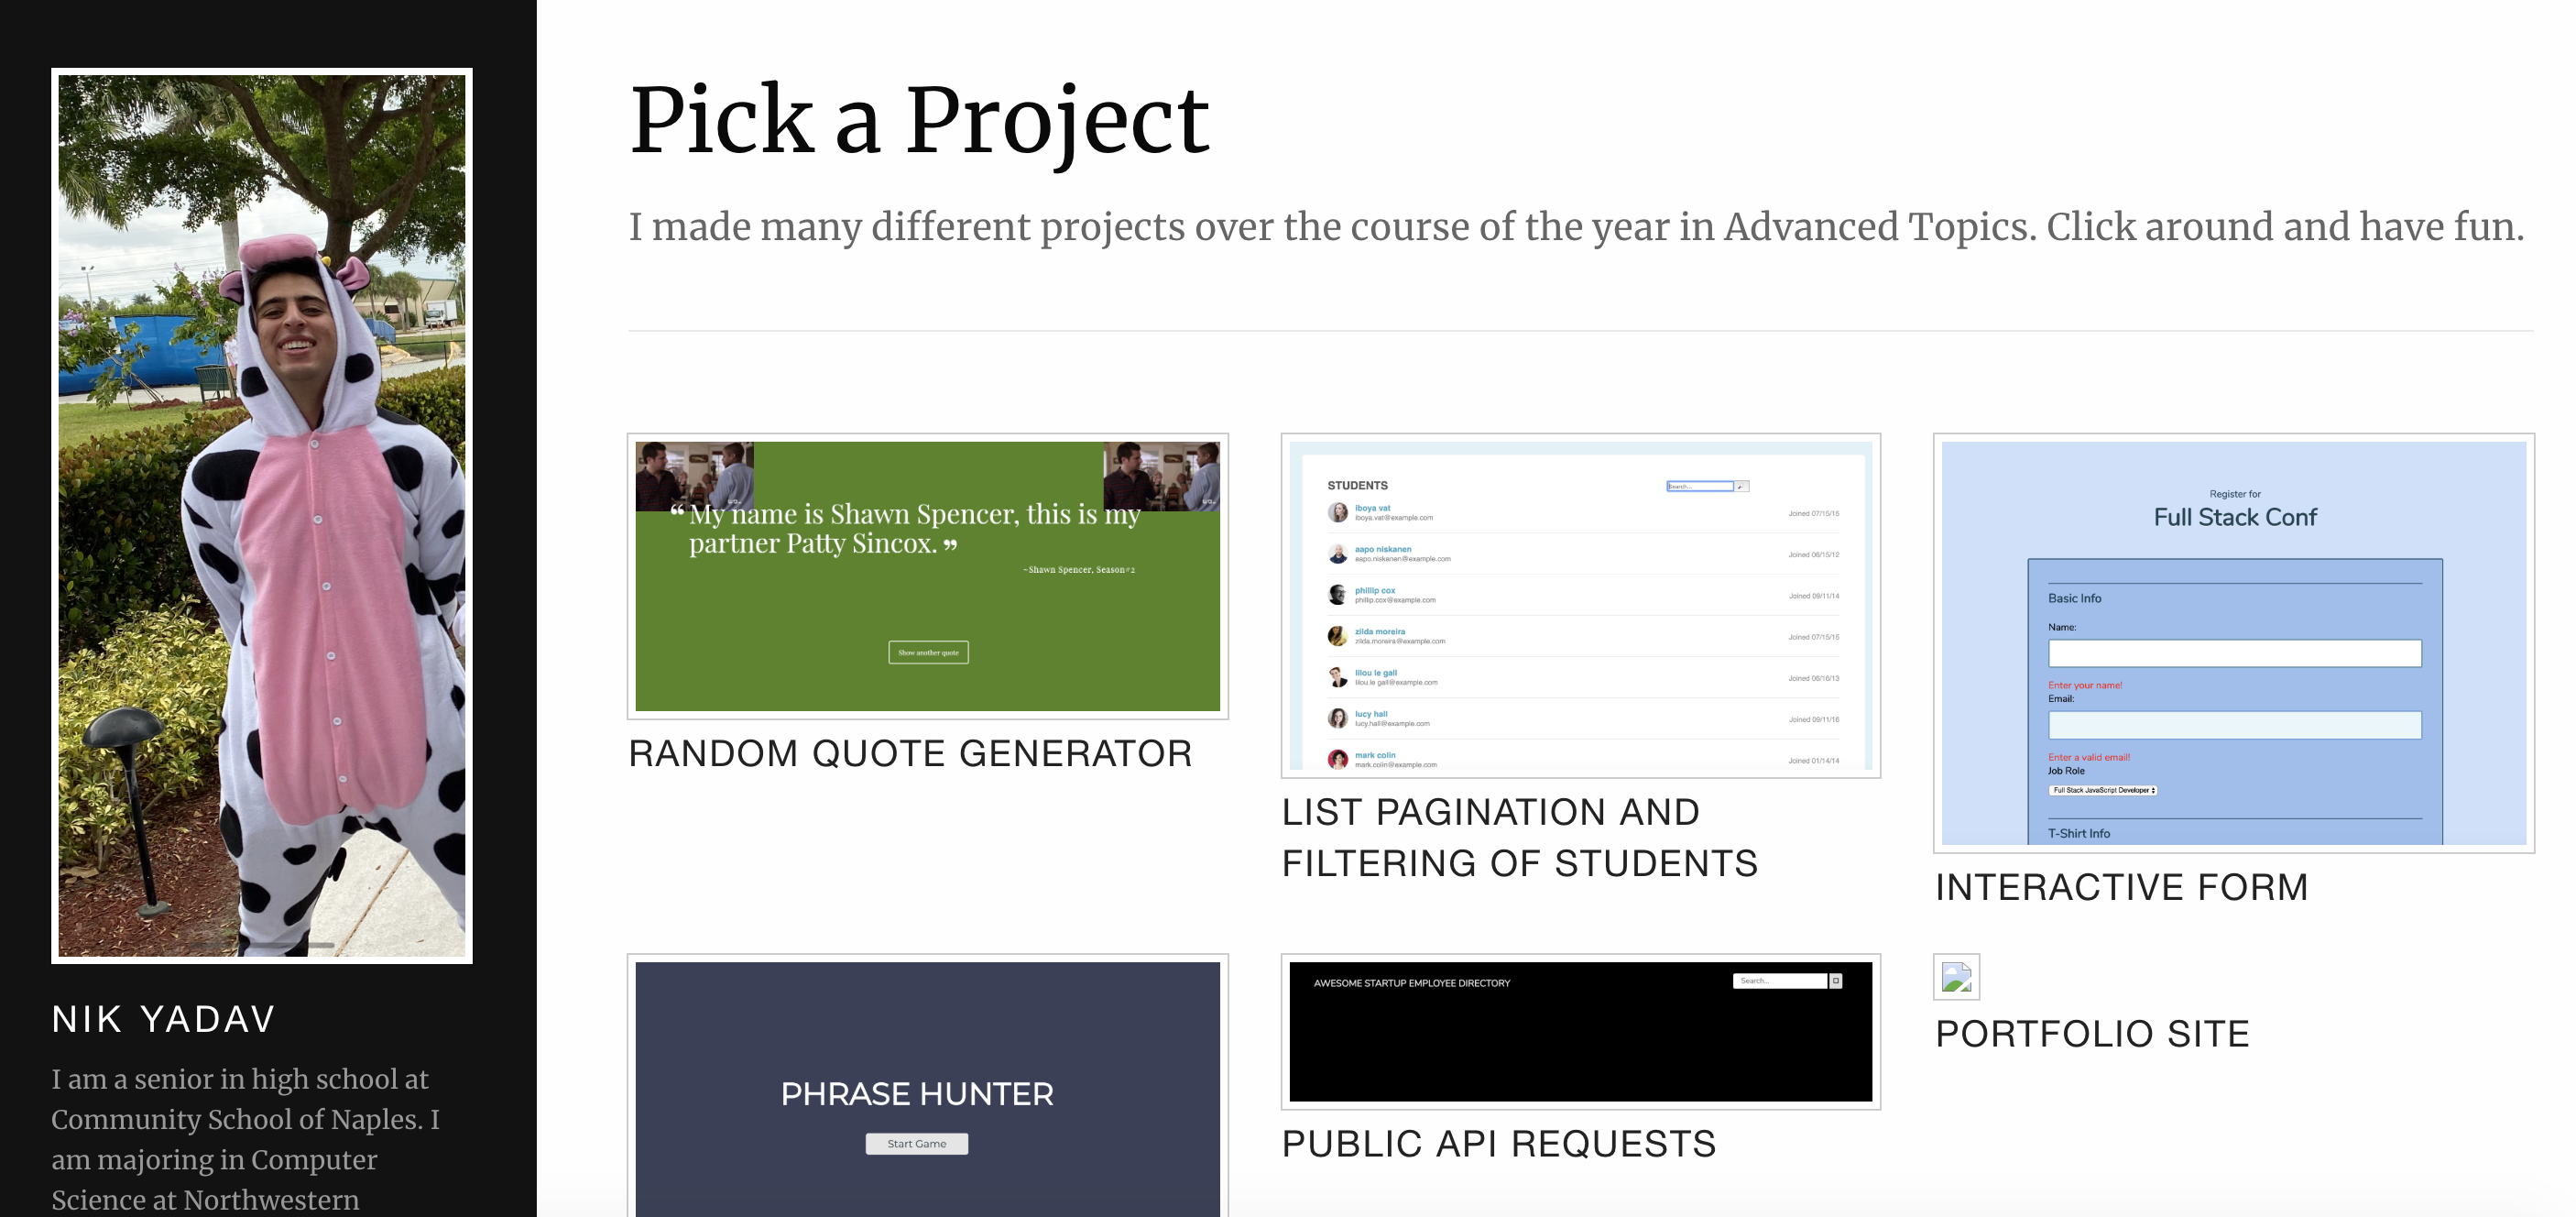 Pick a Project
I made many different projects over the course of the year in Advanced Topics. Click around and have fun.
“ My name is Shawn Spencer, this is my
partner Patty Sincox. ”
~Shawn Spencer, Season#2
Show another quote
RANDOM QUOTE GENERATOR
STUDENTS
Search...
iboya vat
iboya.vat@example.com
Joined 07/15/15
aapo niskanen
aapo.niskanen@example.com
Joined 06/15/12
phillip cox
phillip.cox@example.com
Joined 09/11/14
zilda moreira
zilda.moreira@example.com
Joined 07/15/15
lilou le gall
lilou.le gall@example.com
Joined 06/16/13
lucy hall
lucy.hall@example.com
Joined 09/11/16
mark colin
mark.colin@example.com
Joined 01/14/14
LIST PAGINATION AND
FILTERING OF STUDENTS
Register for
Full Stack Conf
Basic Info
Name:
Enter your name!
Email:
Enter a valid email!
Job Role
Full Stack JavaScript Developer
T-Shirt Info
INTERACTIVE FORM
PHRASE HUNTER
Start Game
AWESOME STARTUP EMPLOYEE DIRECTORY
Search...
PUBLIC API REQUESTS
PORTFOLIO SITE
NIK YADAV
I am a senior in high school at
Community School of Naples. I
am majoring in Computer
Science at Northwestern